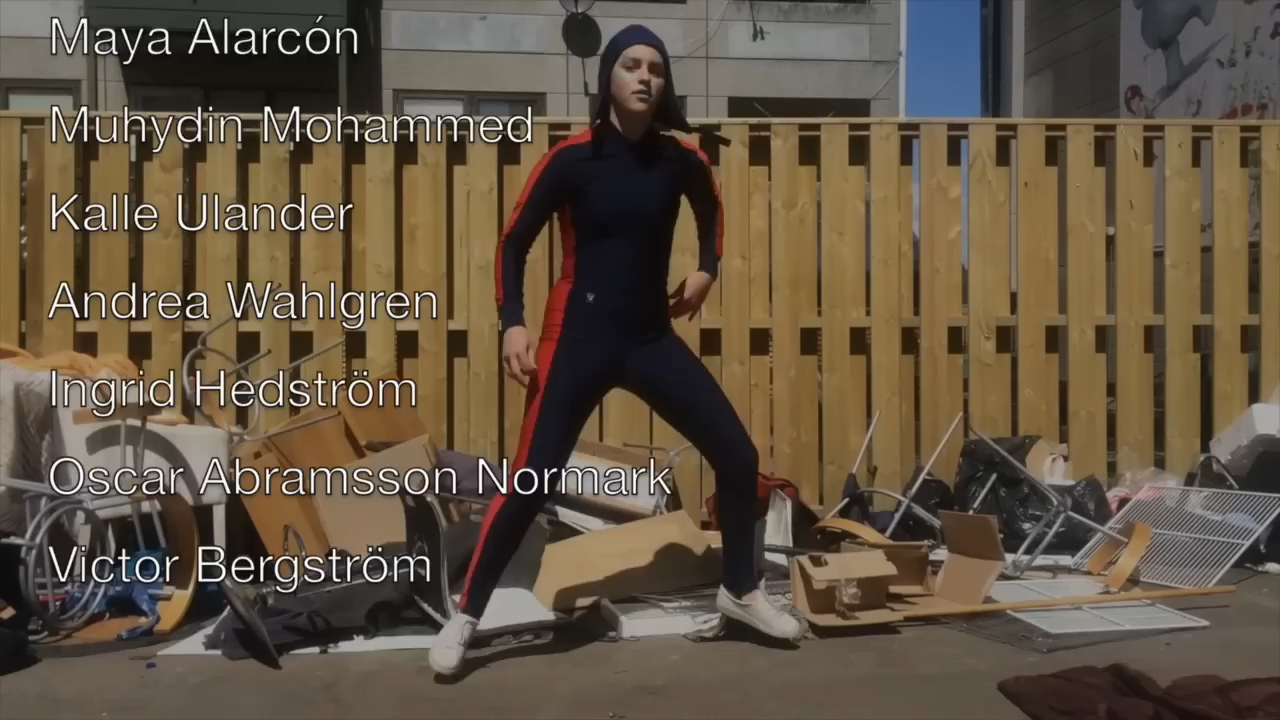 Maya Alarcón
Muhydin Mohammed
Kalle Ulander
Andrea Wahlgren
Ingrid Hedström
Oscar Abramsson Normark
Victor Bergström